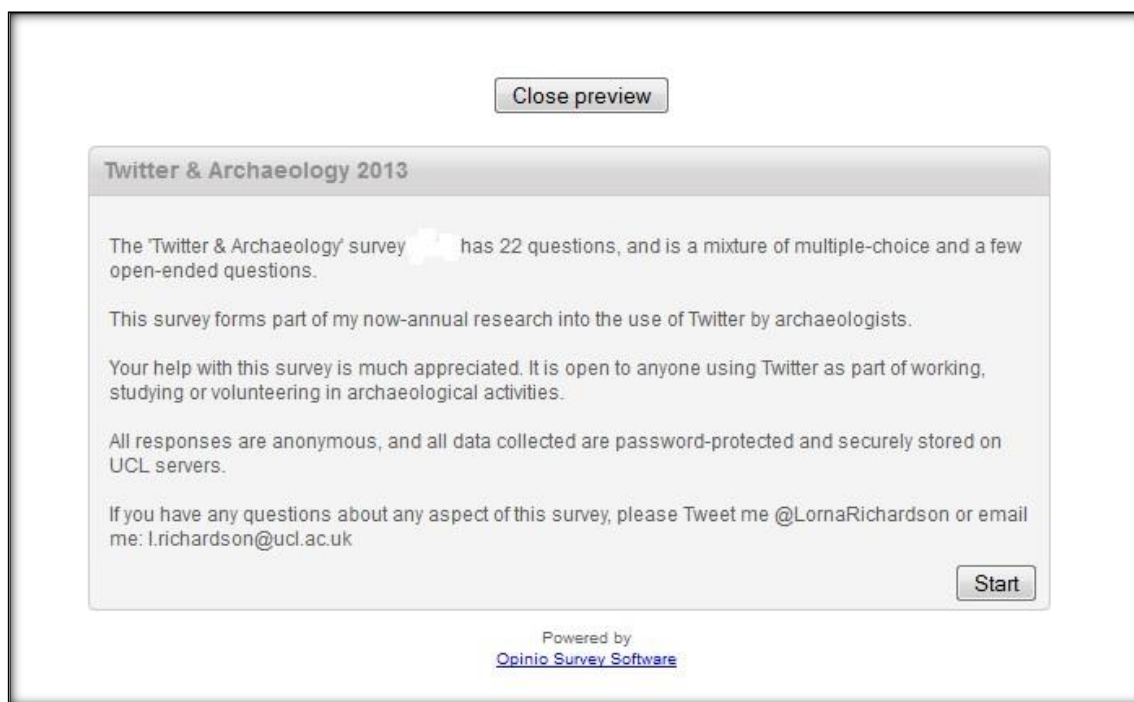 Close preview
Twitter & Archaeology 2013
The 'Twitter & Archaeology' survey has 22 questions, and is a mixture of multiple-choice and a few
open-ended questions.
This survey forms part of my now-annual research into the use of Twitter by archaeologists.
Your help with this survey is much appreciated. It is open to anyone using Twitter as part of working,
studying or volunteering in archaeological activities.
All responses are anonymous, and all data collected are password-protected and securely stored on
UCL servers.
If you have any questions about any aspect of this survey, please Tweet me @LornaRichardson or email
me: l.richardson@ucl.ac.uk
Start
Powered by
Opinio Survey Software